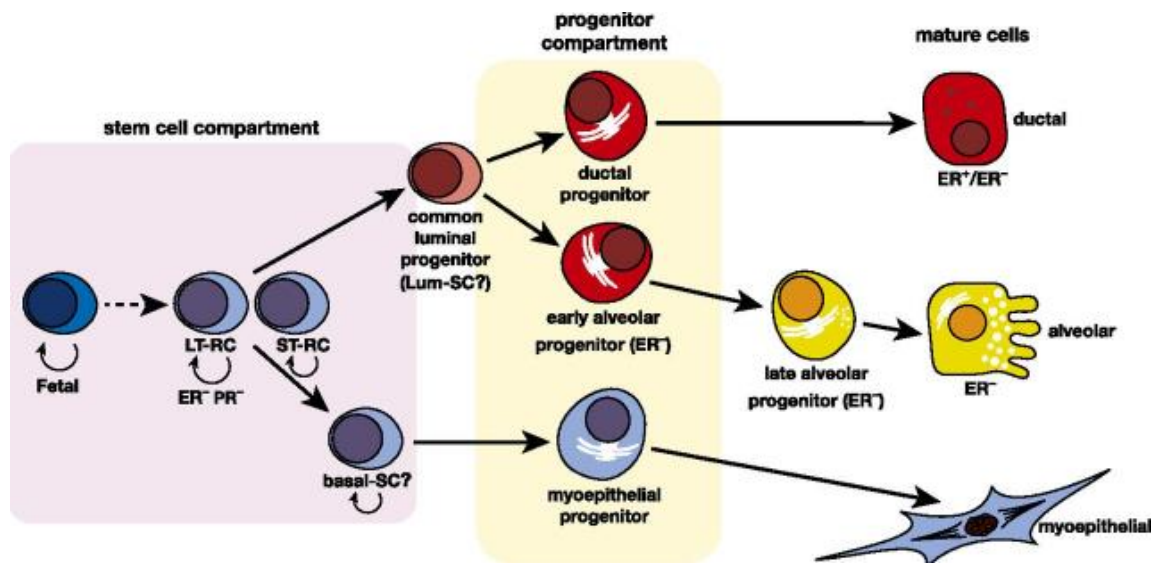 progenitor
compartment
mature cells
stem cell compartment
ductal
ductal
progenitor
ER⁺/ER⁻
common
luminal
progenitor
(Lum-SC?)
early alveolar
progenitor (ER⁻)
alveolar
LT-RC
ST-RC
Fetal
ER⁻ PR⁻
late alveolar
progenitor (ER⁻)
ER⁻
basal-SC?
myoepithelial
progenitor
myoepithelial